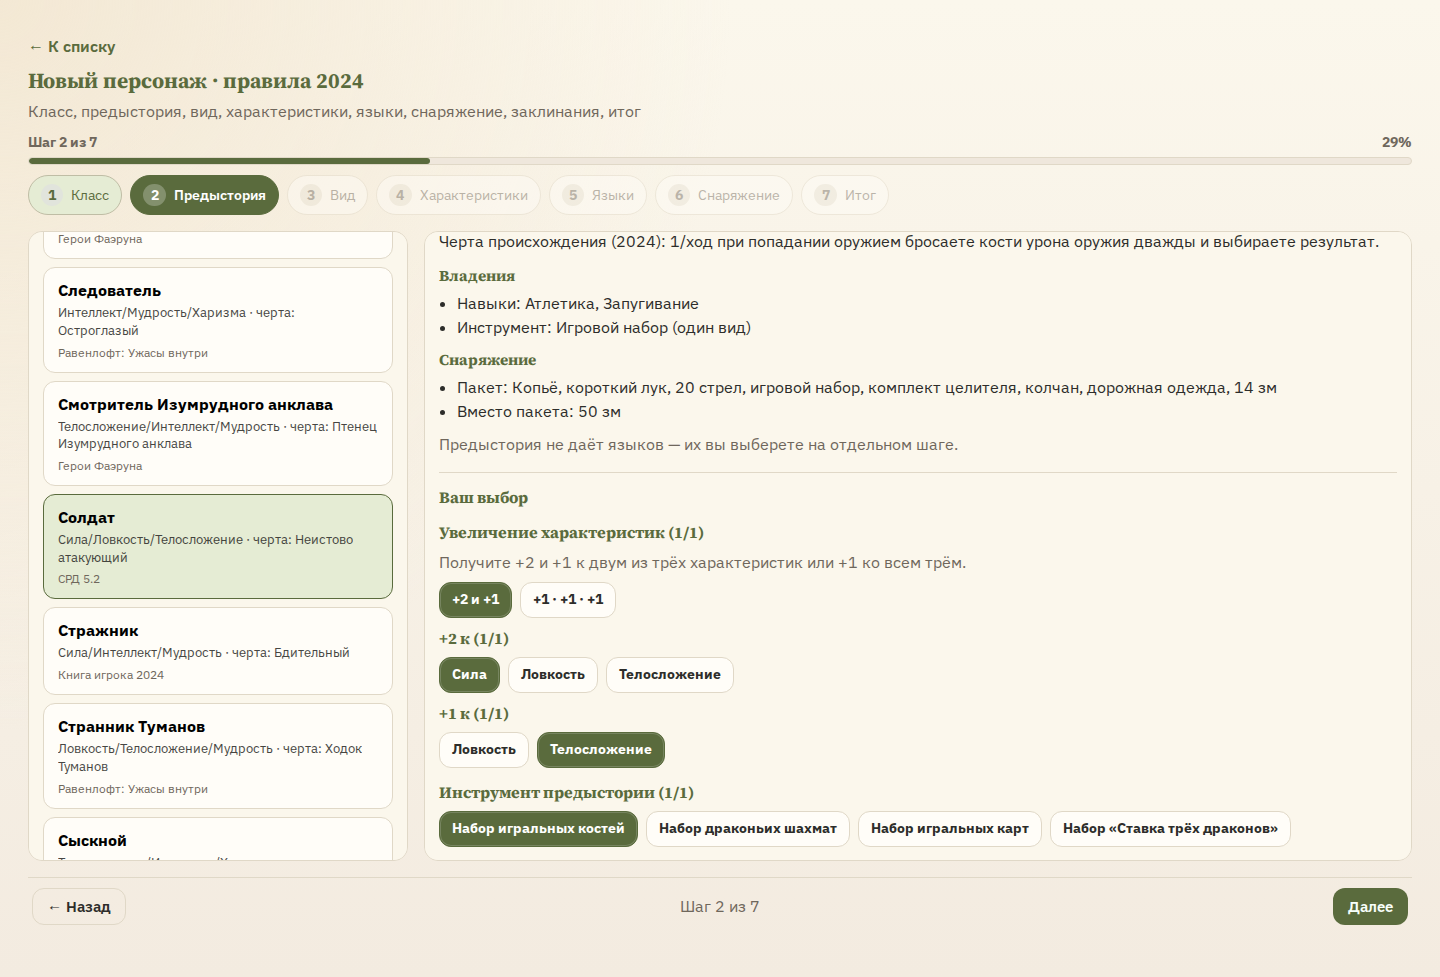 ← К списку
Новый персонаж · правила 2024
Класс, предыстория, вид, характеристики, языки, снаряжение, заклинания, итог
Шаг 2 из 7
29%
1 Класс
2 Предыстория
3 Вид
4 Характеристики
5 Языки
6 Снаряжение
7 Итог
Герои Фаэруна
Следователь
Интеллект/Мудрость/Харизма · черта:
Остроглазый
Равенлофт: Ужасы внутри
Смотритель Изумрудного анклава
Телосложение/Интеллект/Мудрость · черта: Птенец
Изумрудного анклава
Герои Фаэруна
Солдат
Сила/Ловкость/Телосложение · черта: Неистово
атакующий
СРД 5.2
Стражник
Сила/Интеллект/Мудрость · черта: Бдительный
Книга игрока 2024
Странник Туманов
Ловкость/Телосложение/Мудрость · черта: Ходок
Туманов
Равенлофт: Ужасы внутри
Сыскной
Черта происхождения (2024): 1/ход при попадании оружием бросаете кости урона оружия дважды и выбираете результат.
Владения
• Навыки: Атлетика, Запугивание
• Инструмент: Игровой набор (один вид)
Снаряжение
• Пакет: Копьё, короткий лук, 20 стрел, игровой набор, комплект целителя, колчан, дорожная одежда, 14 зм
• Вместо пакета: 50 зм
Предыстория не даёт языков — их вы выберете на отдельном шаге.
Ваш выбор
Увеличение характеристик (1/1)
Получите +2 и +1 к двум из трёх характеристик или +1 ко всем трём.
+2 и +1
+1 · +1 · +1
+2 к (1/1)
Сила
Ловкость
Телосложение
+1 к (1/1)
Ловкость
Телосложение
Инструмент предыстории (1/1)
Набор игральных костей
Набор драконьих шахмат
Набор игральных карт
Набор «Ставка трёх драконов»
← Назад
Шаг 2 из 7
Далее